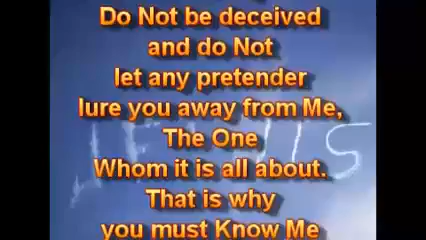 Do Not be deceived
and do Not
let any pretender
lure you away from Me,
The One
Whom it is all about.
That is why
you must Know Me
JESUS